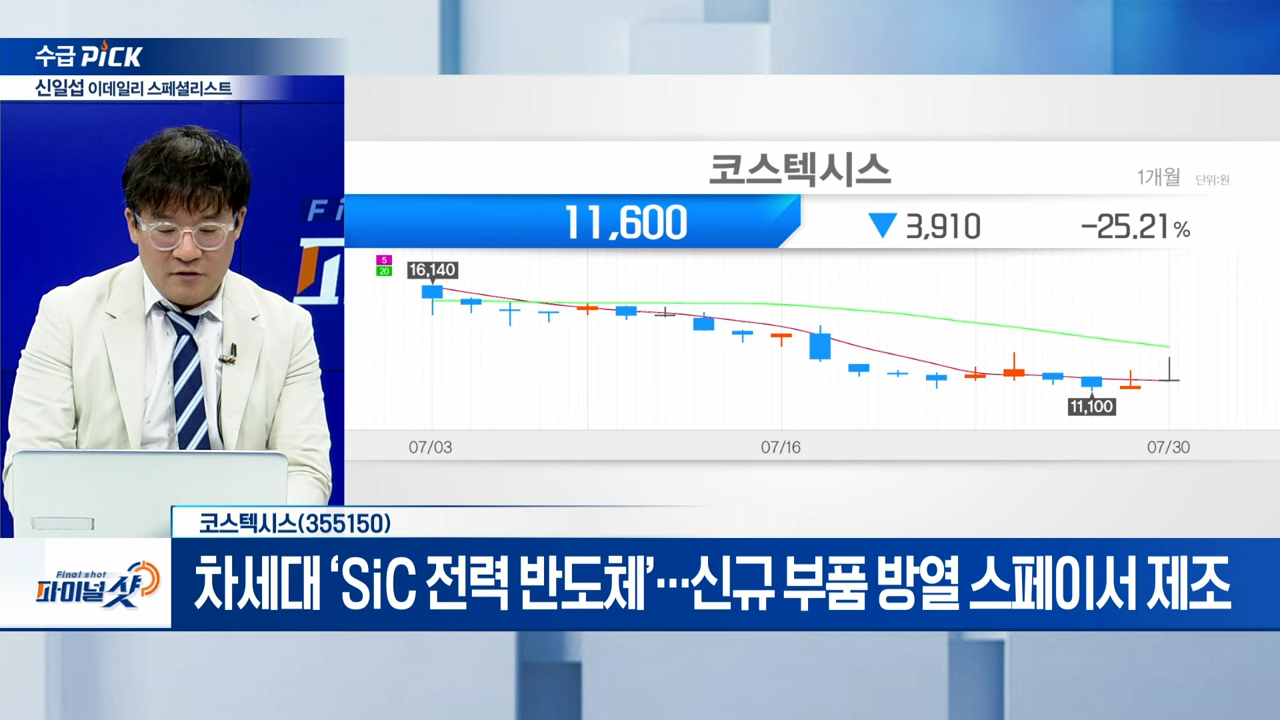 수급 PiCK
신일섭 이데일리 스페셜리스트
Fi
코스텍시스
1개월 단위:원
11,600
▼ 3,910
-25.21%
5
20
16,140
11,100
07/03
07/16
07/30
코스텍시스(355150)
Final shot
파이널샷
차세대 ‘SiC 전력 반도체’…신규 부품 방열 스페이서 제조